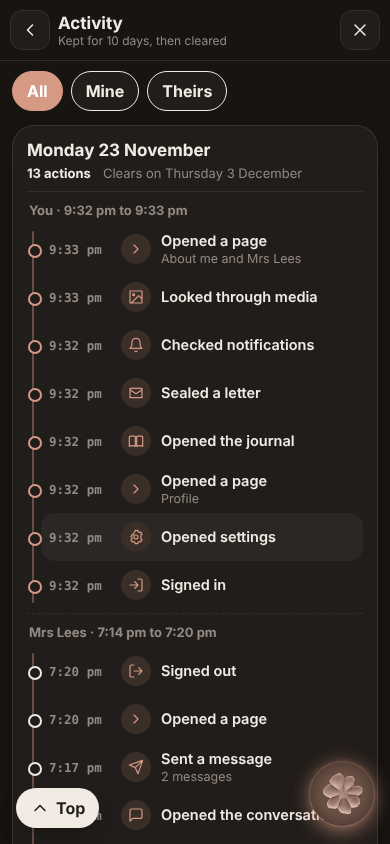 Activity
Kept for 10 days, then cleared
All
Mine
Theirs
Monday 23 November
13 actions Clears on Thursday 3 December
You · 9:32 pm to 9:33 pm
9:33 pm Opened a page
About me and Mrs Lees
9:33 pm Looked through media
9:32 pm Checked notifications
9:32 pm Sealed a letter
9:32 pm Opened the journal
9:32 pm Opened a page
Profile
9:32 pm Opened settings
9:32 pm Signed in
Mrs Lees · 7:14 pm to 7:20 pm
7:20 pm Signed out
7:20 pm Opened a page
7:17 pm Sent a message
2 messages
Opened the
Top